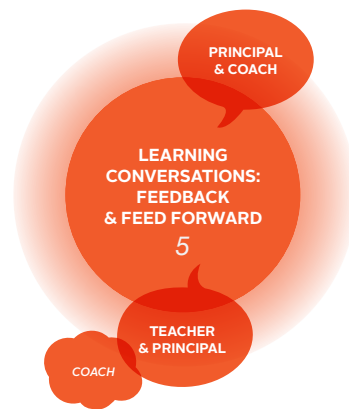 PRINCIPAL
& COACH
LEARNING
CONVERSATIONS:
FEEDBACK
& FEED FORWARD
5
TEACHER
& PRINCIPAL
COACH